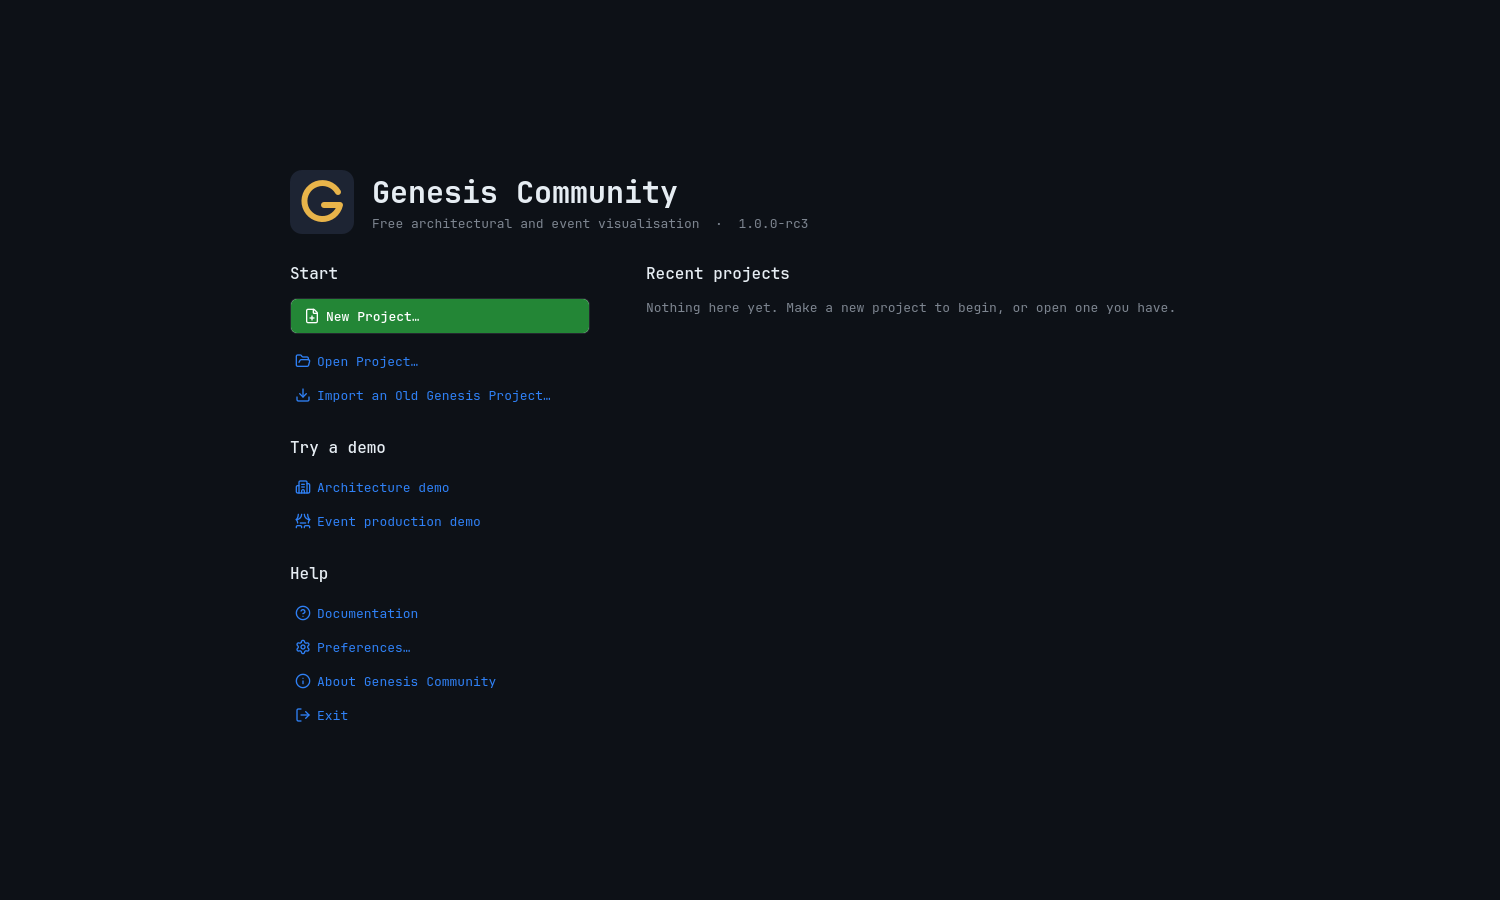 Genesis Community
Free architectural and event visualisation · 1.0.0-rc3
Start
New Project…
Open Project…
Import an Old Genesis Project…
Try a demo
Architecture demo
Event production demo
Help
Documentation
Preferences…
About Genesis Community
Exit
Recent projects
Nothing here yet. Make a new project to begin, or open one you have.